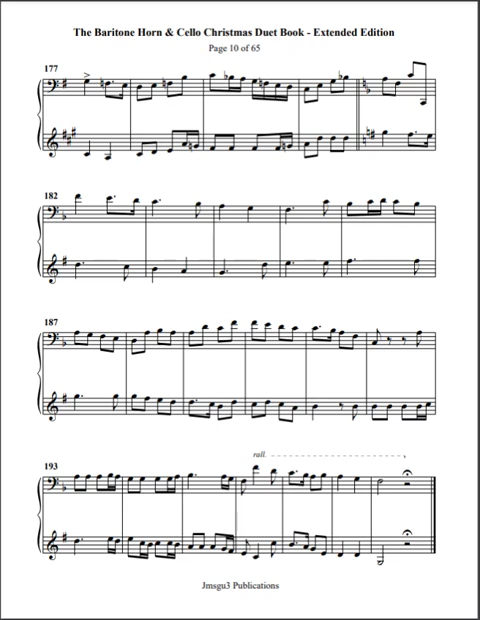 The Baritone Horn & Cello Christmas Duet Book - Extended Edition
Page 10 of 65
177
182
187
rall.
193
Jmsgu3 Publications